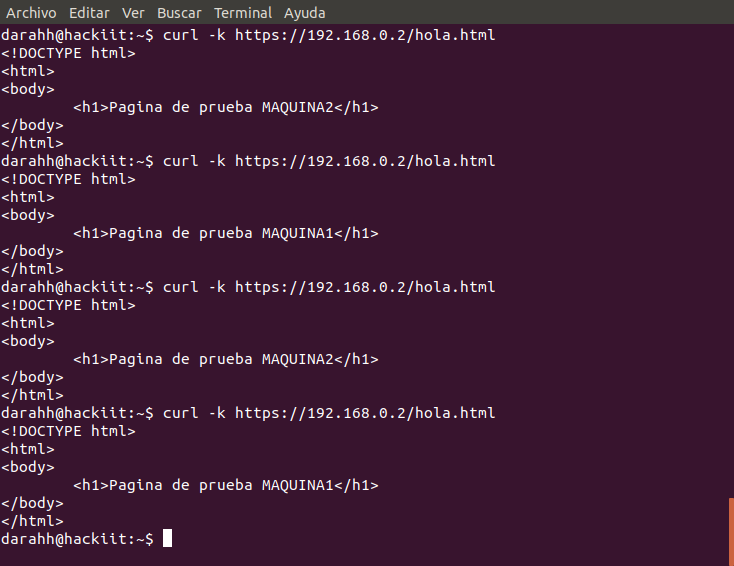 Archivo Editar Ver Buscar Terminal Ayuda
darahh@hackiit:~$ curl -k https://192.168.0.2/hola.html
<!DOCTYPE html>
<html>
<body>
        <h1>Pagina de prueba MAQUINA2</h1>
</body>
</html>
darahh@hackiit:~$ curl -k https://192.168.0.2/hola.html
<!DOCTYPE html>
<html>
<body>
        <h1>Pagina de prueba MAQUINA1</h1>
</body>
</html>
darahh@hackiit:~$ curl -k https://192.168.0.2/hola.html
<!DOCTYPE html>
<html>
<body>
        <h1>Pagina de prueba MAQUINA2</h1>
</body>
</html>
darahh@hackiit:~$ curl -k https://192.168.0.2/hola.html
<!DOCTYPE html>
<html>
<body>
        <h1>Pagina de prueba MAQUINA1</h1>
</body>
</html>
darahh@hackiit:~$